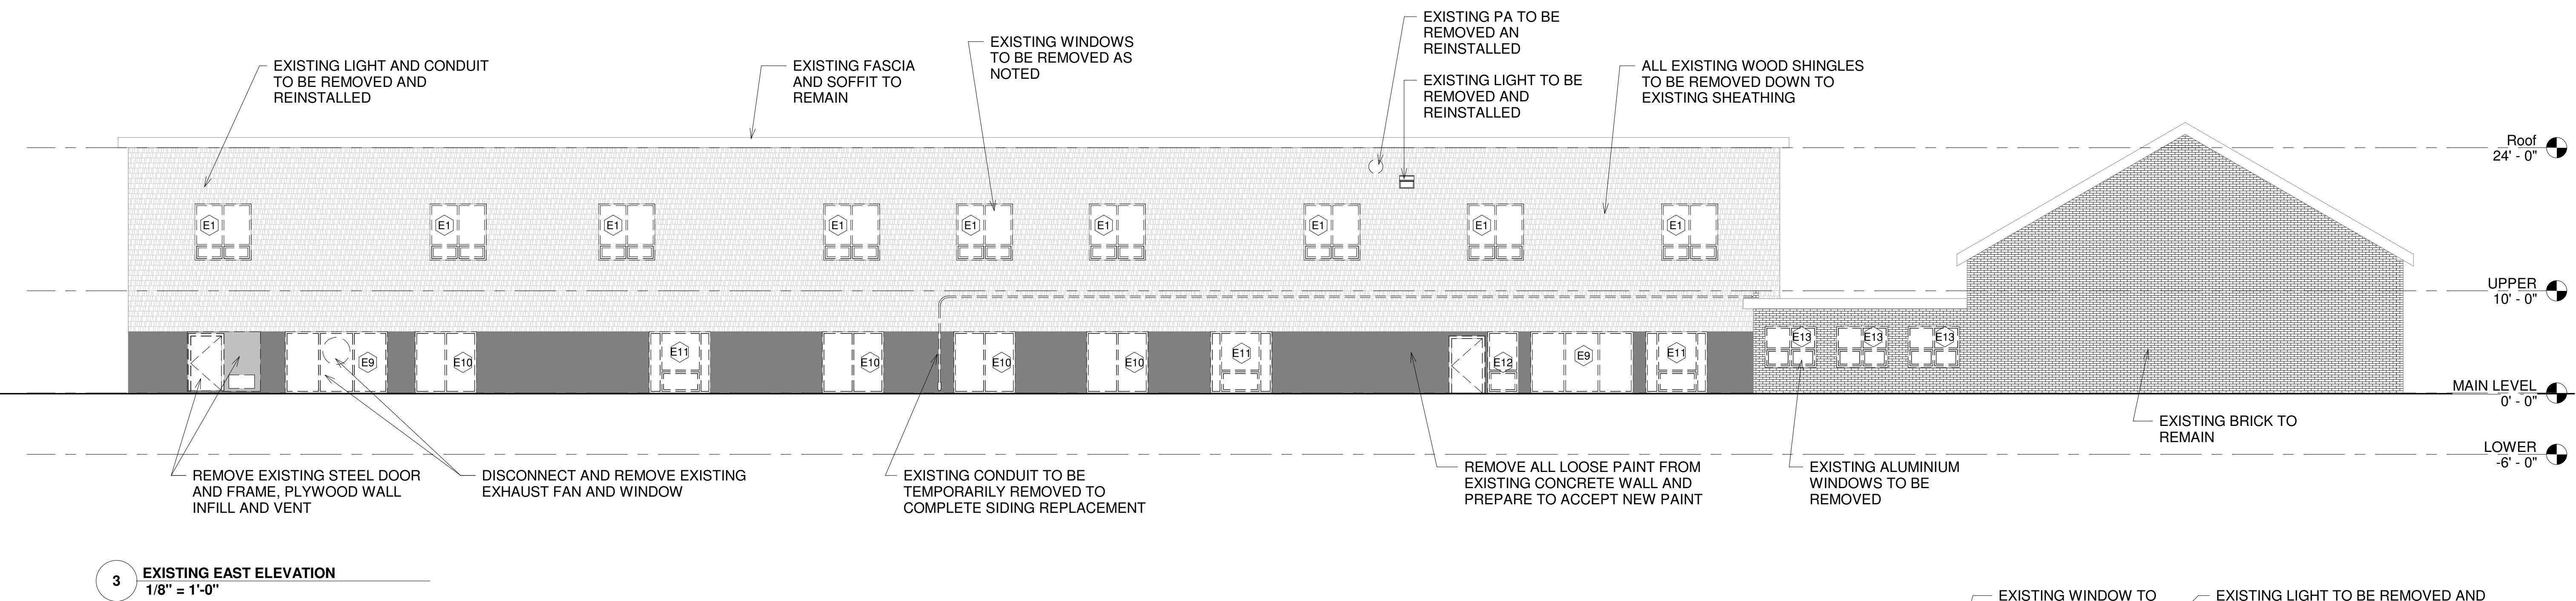 EXISTING PA TO BE
REMOVED AN
REINSTALLED
EXISTING WINDOWS
TO BE REMOVED AS
NOTED
EXISTING LIGHT AND CONDUIT
TO BE REMOVED AND
REINSTALLED
EXISTING FASCIA
AND SOFFIT TO
REMAIN
EXISTING LIGHT TO BE
REMOVED AND
REINSTALLED
ALL EXISTING WOOD SHINGLES
TO BE REMOVED DOWN TO
EXISTING SHEATHING
Roof
24' - 0"
E1 E1 E1 E1 E1 E1 E1 E1 E1
UPPER
10' - 0"
E9 E10 E11 E10 E10 E10 E11 E12 E9 E11 E13 E13 E13
MAIN LEVEL
0' - 0"
EXISTING BRICK TO
REMAIN
LOWER
-6' - 0"
REMOVE EXISTING STEEL DOOR
AND FRAME, PLYWOOD WALL
INFILL AND VENT
DISCONNECT AND REMOVE EXISTING
EXHAUST FAN AND WINDOW
EXISTING CONDUIT TO BE
TEMPORARILY REMOVED TO
COMPLETE SIDING REPLACEMENT
REMOVE ALL LOOSE PAINT FROM
EXISTING CONCRETE WALL AND
PREPARE TO ACCEPT NEW PAINT
EXISTING ALUMINIUM
WINDOWS TO BE
REMOVED
3
EXISTING EAST ELEVATION
1/8" = 1'-0"
EXISTING WINDOW TO
EXISTING LIGHT TO BE REMOVED AND